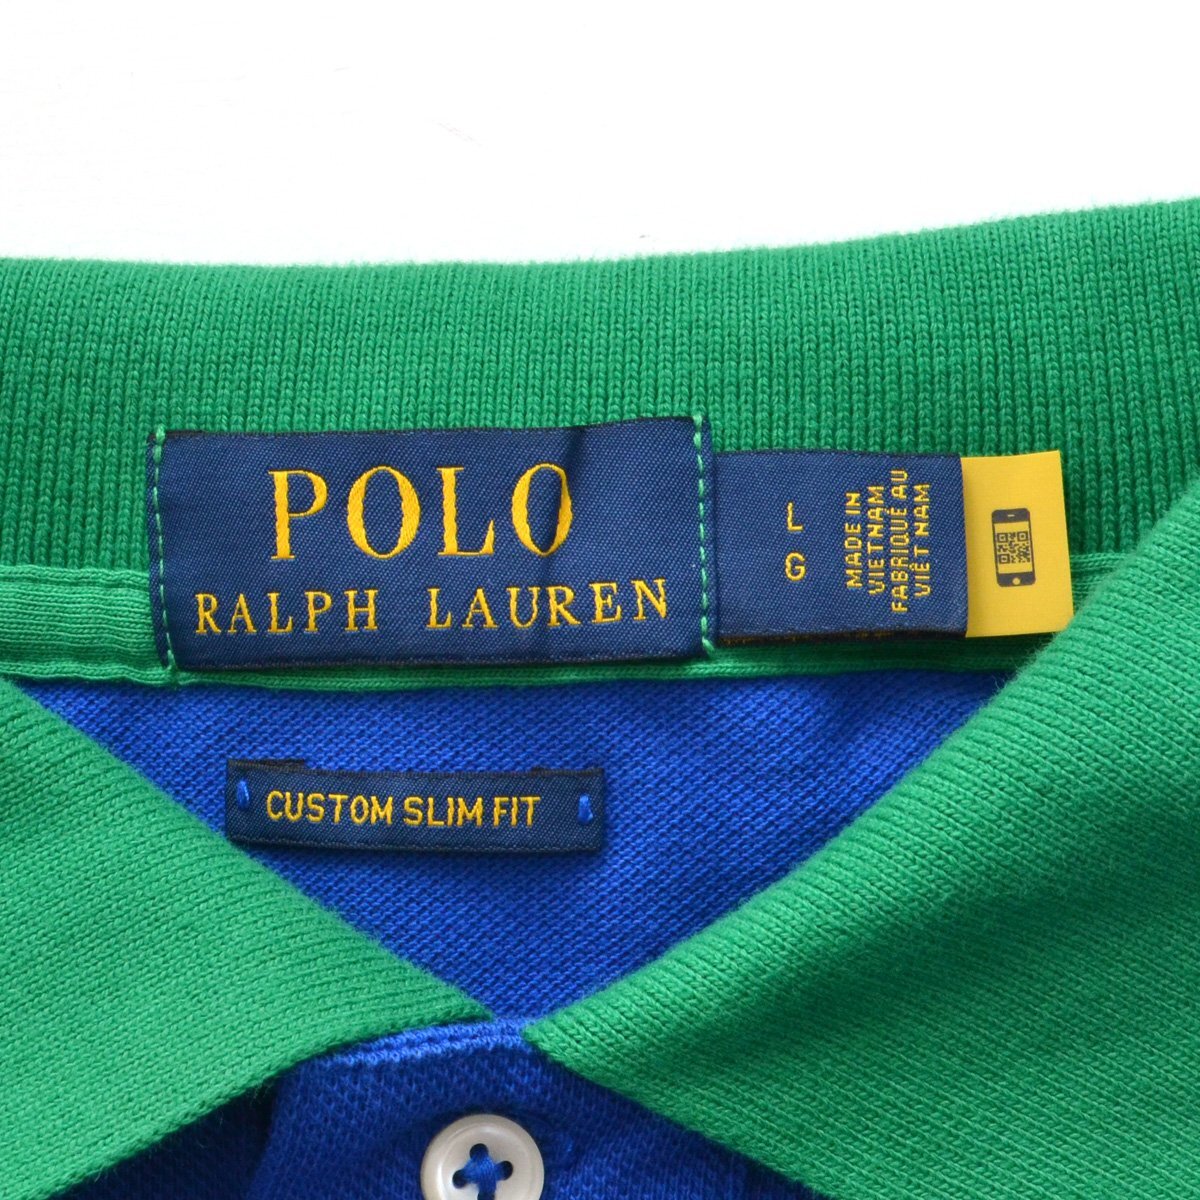 POLO
RALPH LAUREN
L
G
MADE IN
VIETNAM
FABRIQUÉ AU
VIÊT NAM
CUSTOM SLIM FIT